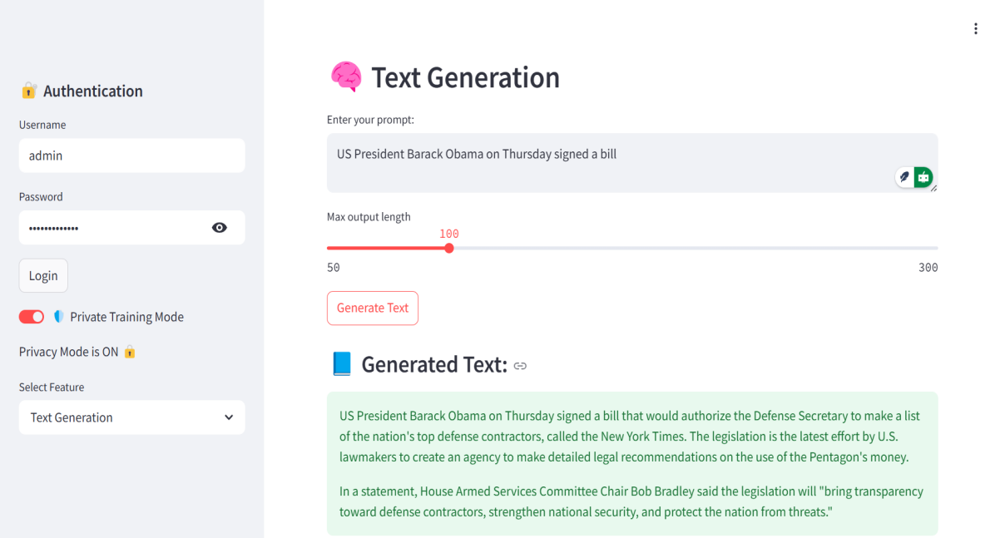 Authentication
Username
admin
Password
•••••••••••••
Login
Private Training Mode
Privacy Mode is ON
Select Feature
Text Generation
Text Generation
Enter your prompt:
US President Barack Obama on Thursday signed a bill
Max output length
100
50
300
Generate Text
Generated Text:
US President Barack Obama on Thursday signed a bill that would authorize the Defense Secretary to make a list
of the nation's top defense contractors, called the New York Times. The legislation is the latest effort by U.S.
lawmakers to create an agency to make detailed legal recommendations on the use of the Pentagon's money.
In a statement, House Armed Services Committee Chair Bob Bradley said the legislation will "bring transparency
toward defense contractors, strengthen national security, and protect the nation from threats."